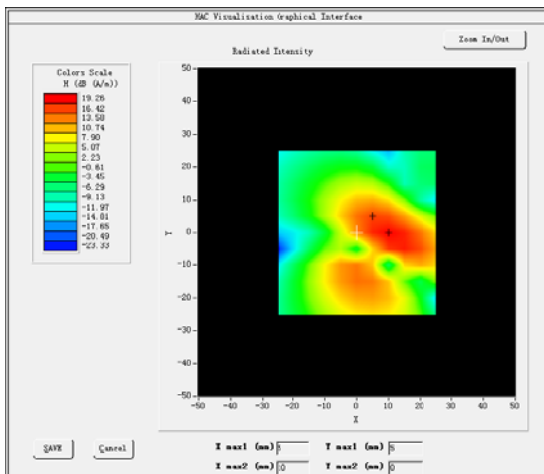 HAC Visualisation Graphical Interface
Zoom In/Out
Radiated Intensity
Colors Scale
H (dB (A/m))
19.26
16.42
13.58
10.74
7.90
5.07
2.23
-0.61
-3.45
-6.29
-9.13
-11.97
-14.81
-17.65
-20.49
-23.33
50-
40-
30-
20-
10-
0-
-10-
-20-
-30-
-40-
-50-
Y
-50 -40 -30 -20 -10 0 10 20 30 40 50
X
SAVE
Cancel
X max1 (mm) Y max1 (mm) 5
X max2 (mm) Y max2 (mm) 0